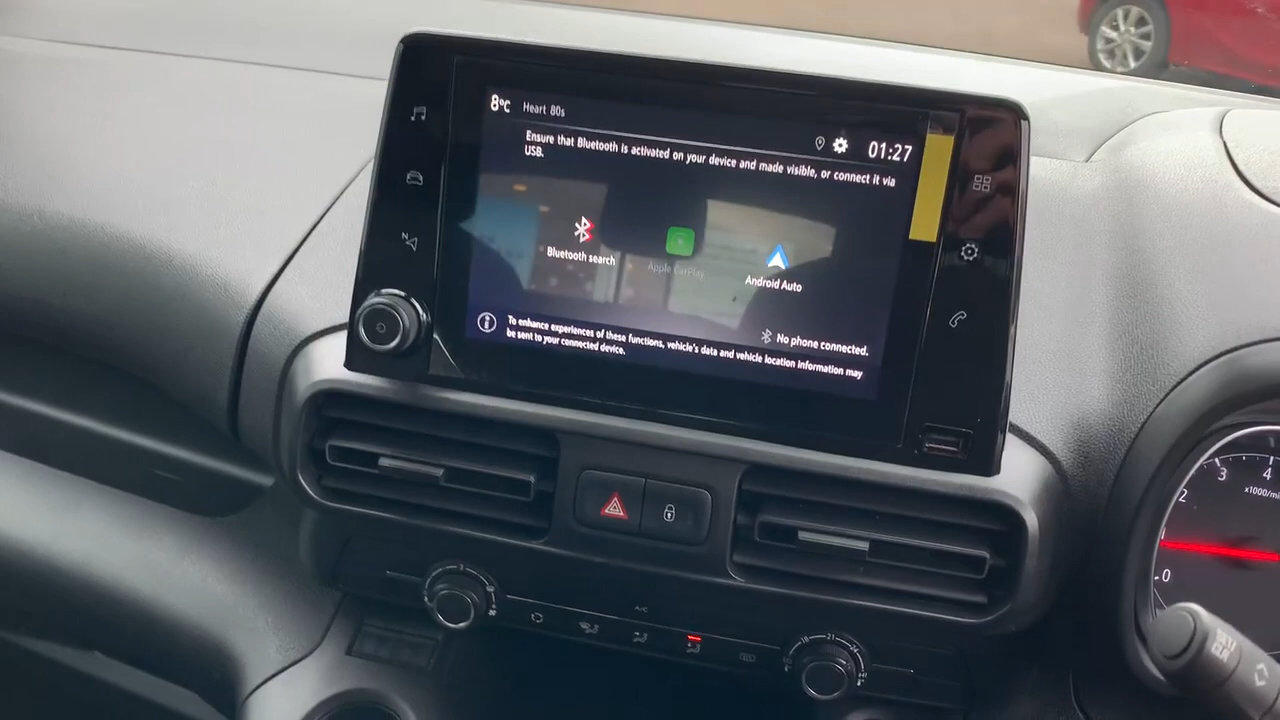 8°C Heart 80s
01:27
Ensure that Bluetooth is activated on your device and made visible, or connect it via
USB.
N
Bluetooth search
Apple CarPlay
Android Auto
No phone connected.
To enhance experiences of these functions, vehicle's data and vehicle location information may
be sent to your connected device.
A/C
18 21
0 2 3 4